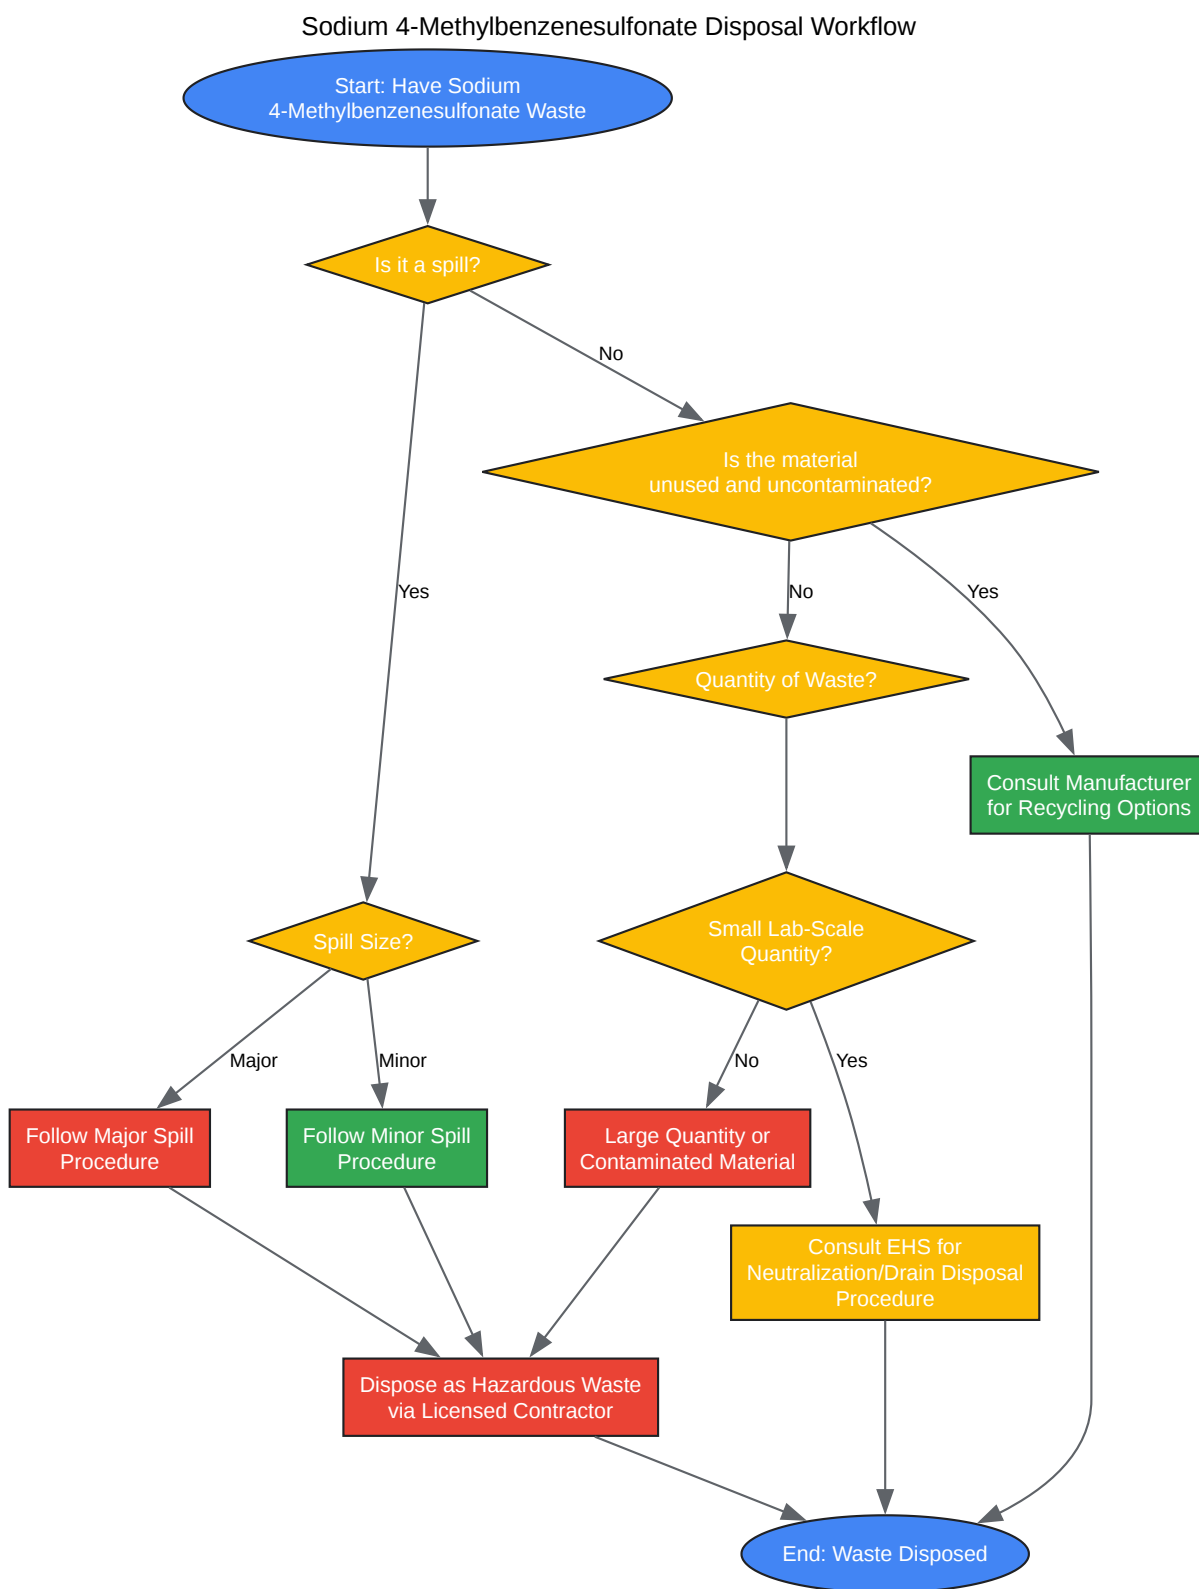 Sodium 4-Methylbenzenesulfonate Disposal Workflow
Start: Have Sodium
4-Methylbenzenesulfonate Waste
Is it a spill?
No
Is the material
unused and uncontaminated?
Yes
No
Yes
Quantity of Waste?
Consult Manufacturer
for Recycling Options
Spill Size?
Small Lab-Scale
Quantity?
Major
Minor
No
Yes
Follow Major Spill
Procedure
Follow Minor Spill
Procedure
Large Quantity or
Contaminated Material
Consult EHS for
Neutralization/Drain Disposal
Procedure
Dispose as Hazardous Waste
via Licensed Contractor
End: Waste Disposed